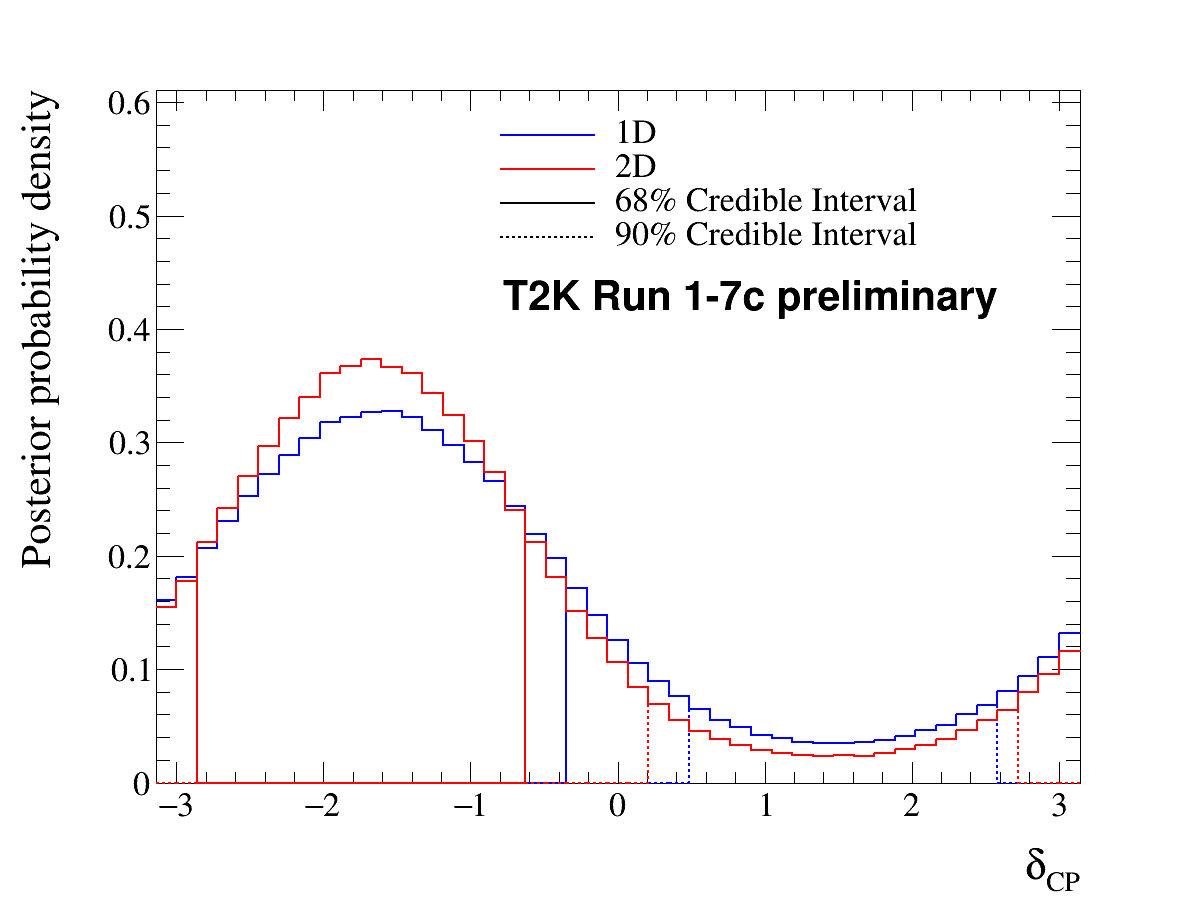 Posterior probability density
0.6
0.5
0.4
0.3
0.2
0.1
0
1D
2D
68% Credible Interval
90% Credible Interval
T2K Run 1-7c preliminary
−3 −2 −1 0 1 2 3
δCP